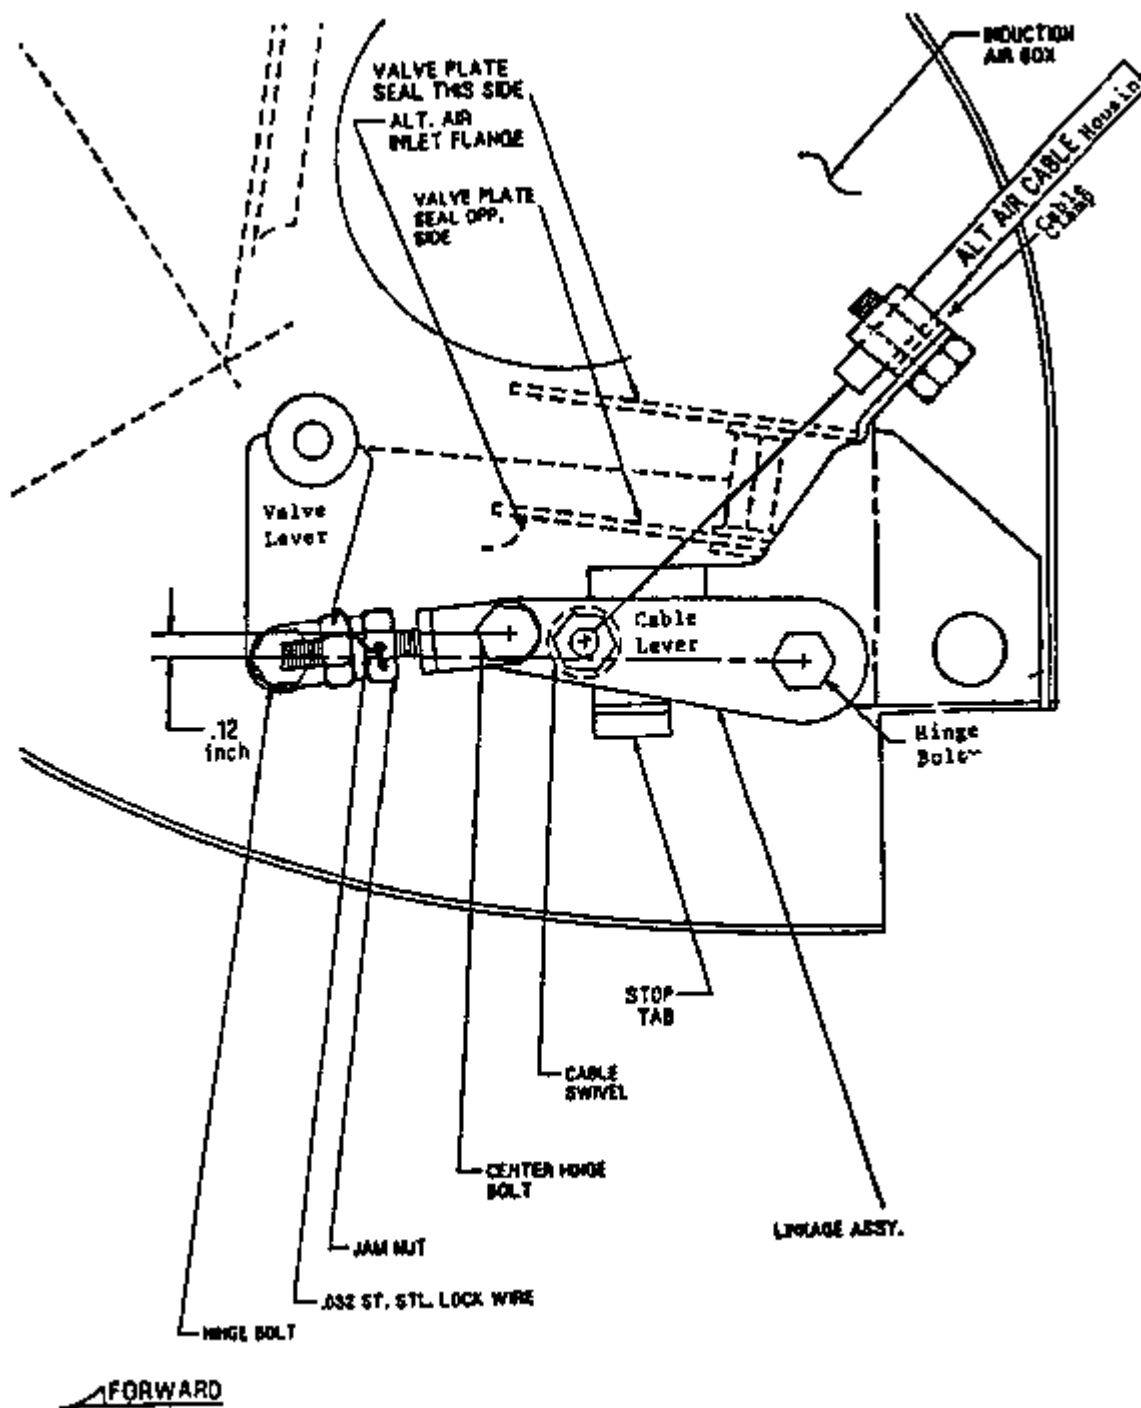 INDUCTION
AIR BOX
VALVE PLATE
SEAL THIS SIDE
ALT. AIR
INLET FLANGE
VALVE PLATE
SEAL OPP.
SIDE
ALT AIR CABLE Housin
Cable
Clamp
Valve
Lever
Cable
Lever
.12
inch
Hinge
Bolt
STOP
TAB
CABLE
SWIVEL
CENTER HINGE
BOLT
LINKAGE ASSY.
JAM NUT
.032 ST. STL. LOCK WIRE
HINGE BOLT
FORWARD